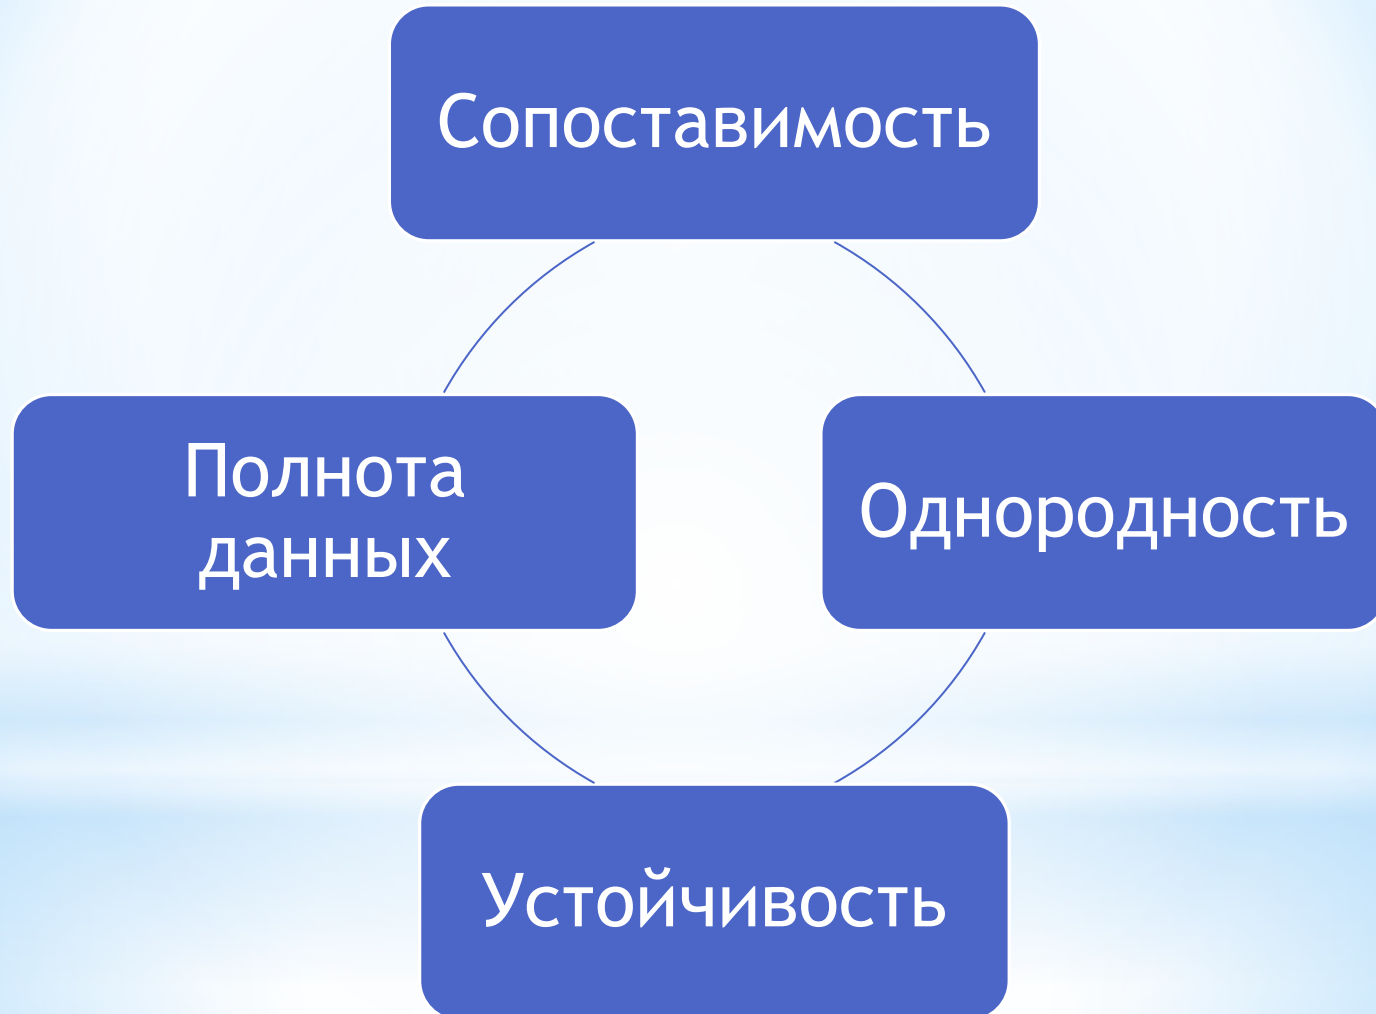 Сопоставимость
Полнота
данных
Однородность
Устойчивость